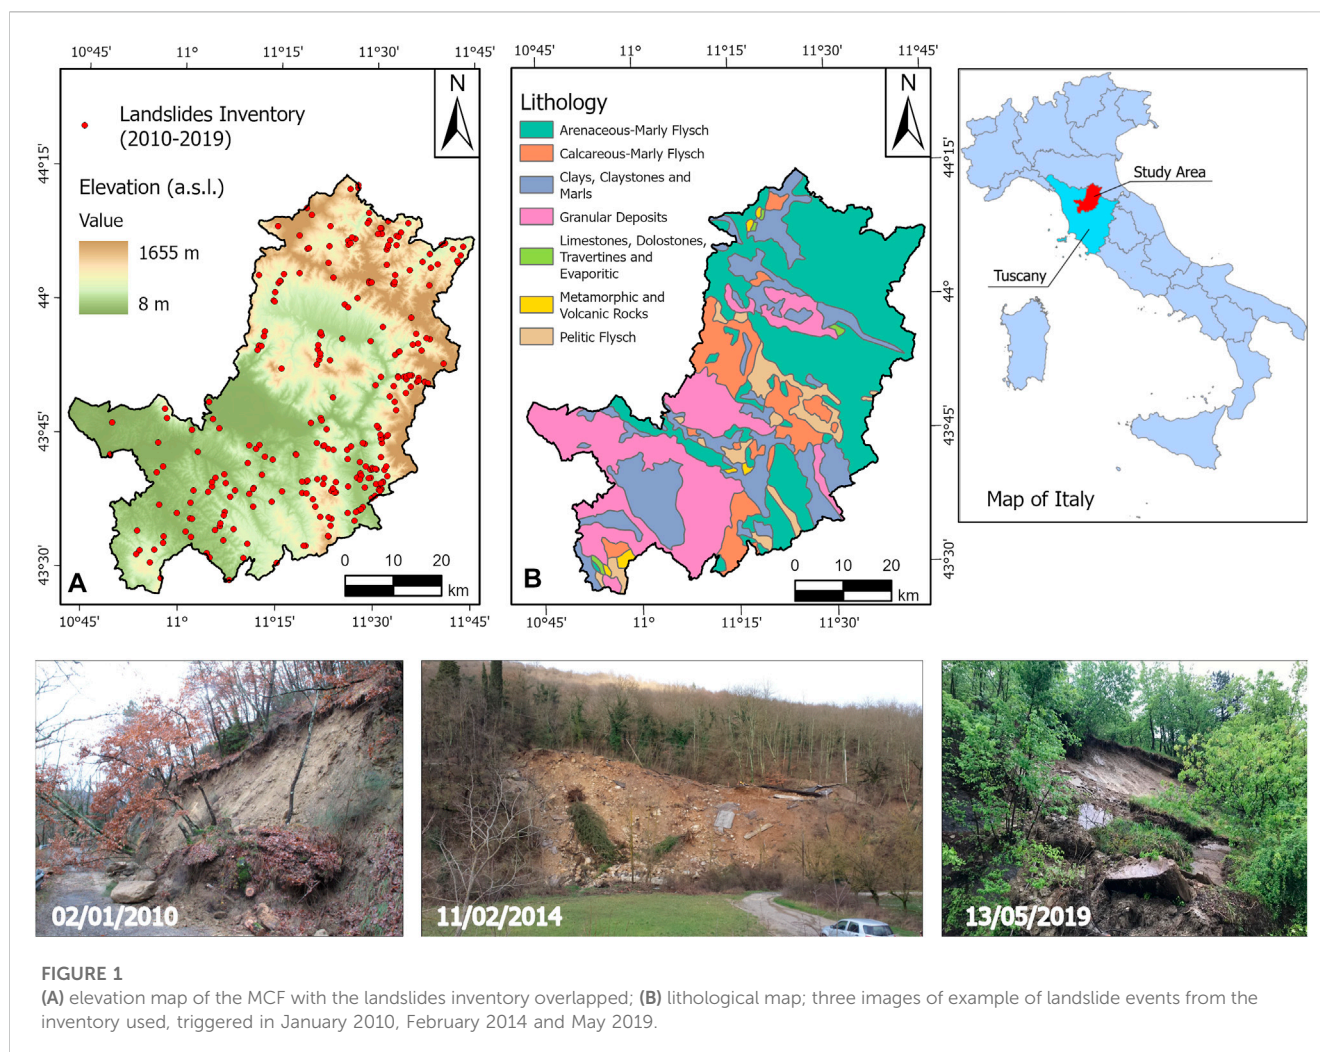 10°45' 11° 11°15' 11°30' 11°45'
N
Landslides Inventory
(2010-2019)
Elevation (a.s.l.)
Value
1655 m
8 m
44°15'
44°
43°45'
43°30'
A
0 10 20
km
10°45' 11° 11°15' 11°30' 11°45'
10°45' 11° 11°15' 11°30' 11°45'
N
Lithology
Arenaceous-Marly Flysch
Calcareous-Marly Flysch
Clays, Claystones and
Marls
Granular Deposits
Limestones, Dolostones,
Travertines and
Evaporitic
Metamorphic and
Volcanic Rocks
Pelitic Flysch
44°15'
44°
43°45'
43°30'
B
0 10 20
km
10°45' 11° 11°15' 11°30'
Study Area
Tuscany
Map of Italy
02/01/2010
11/02/2014
13/05/2019
FIGURE 1
(A) elevation map of the MCF with the landslides inventory overlapped; (B) lithological map; three images of example of landslide events from the
inventory used, triggered in January 2010, February 2014 and May 2019.